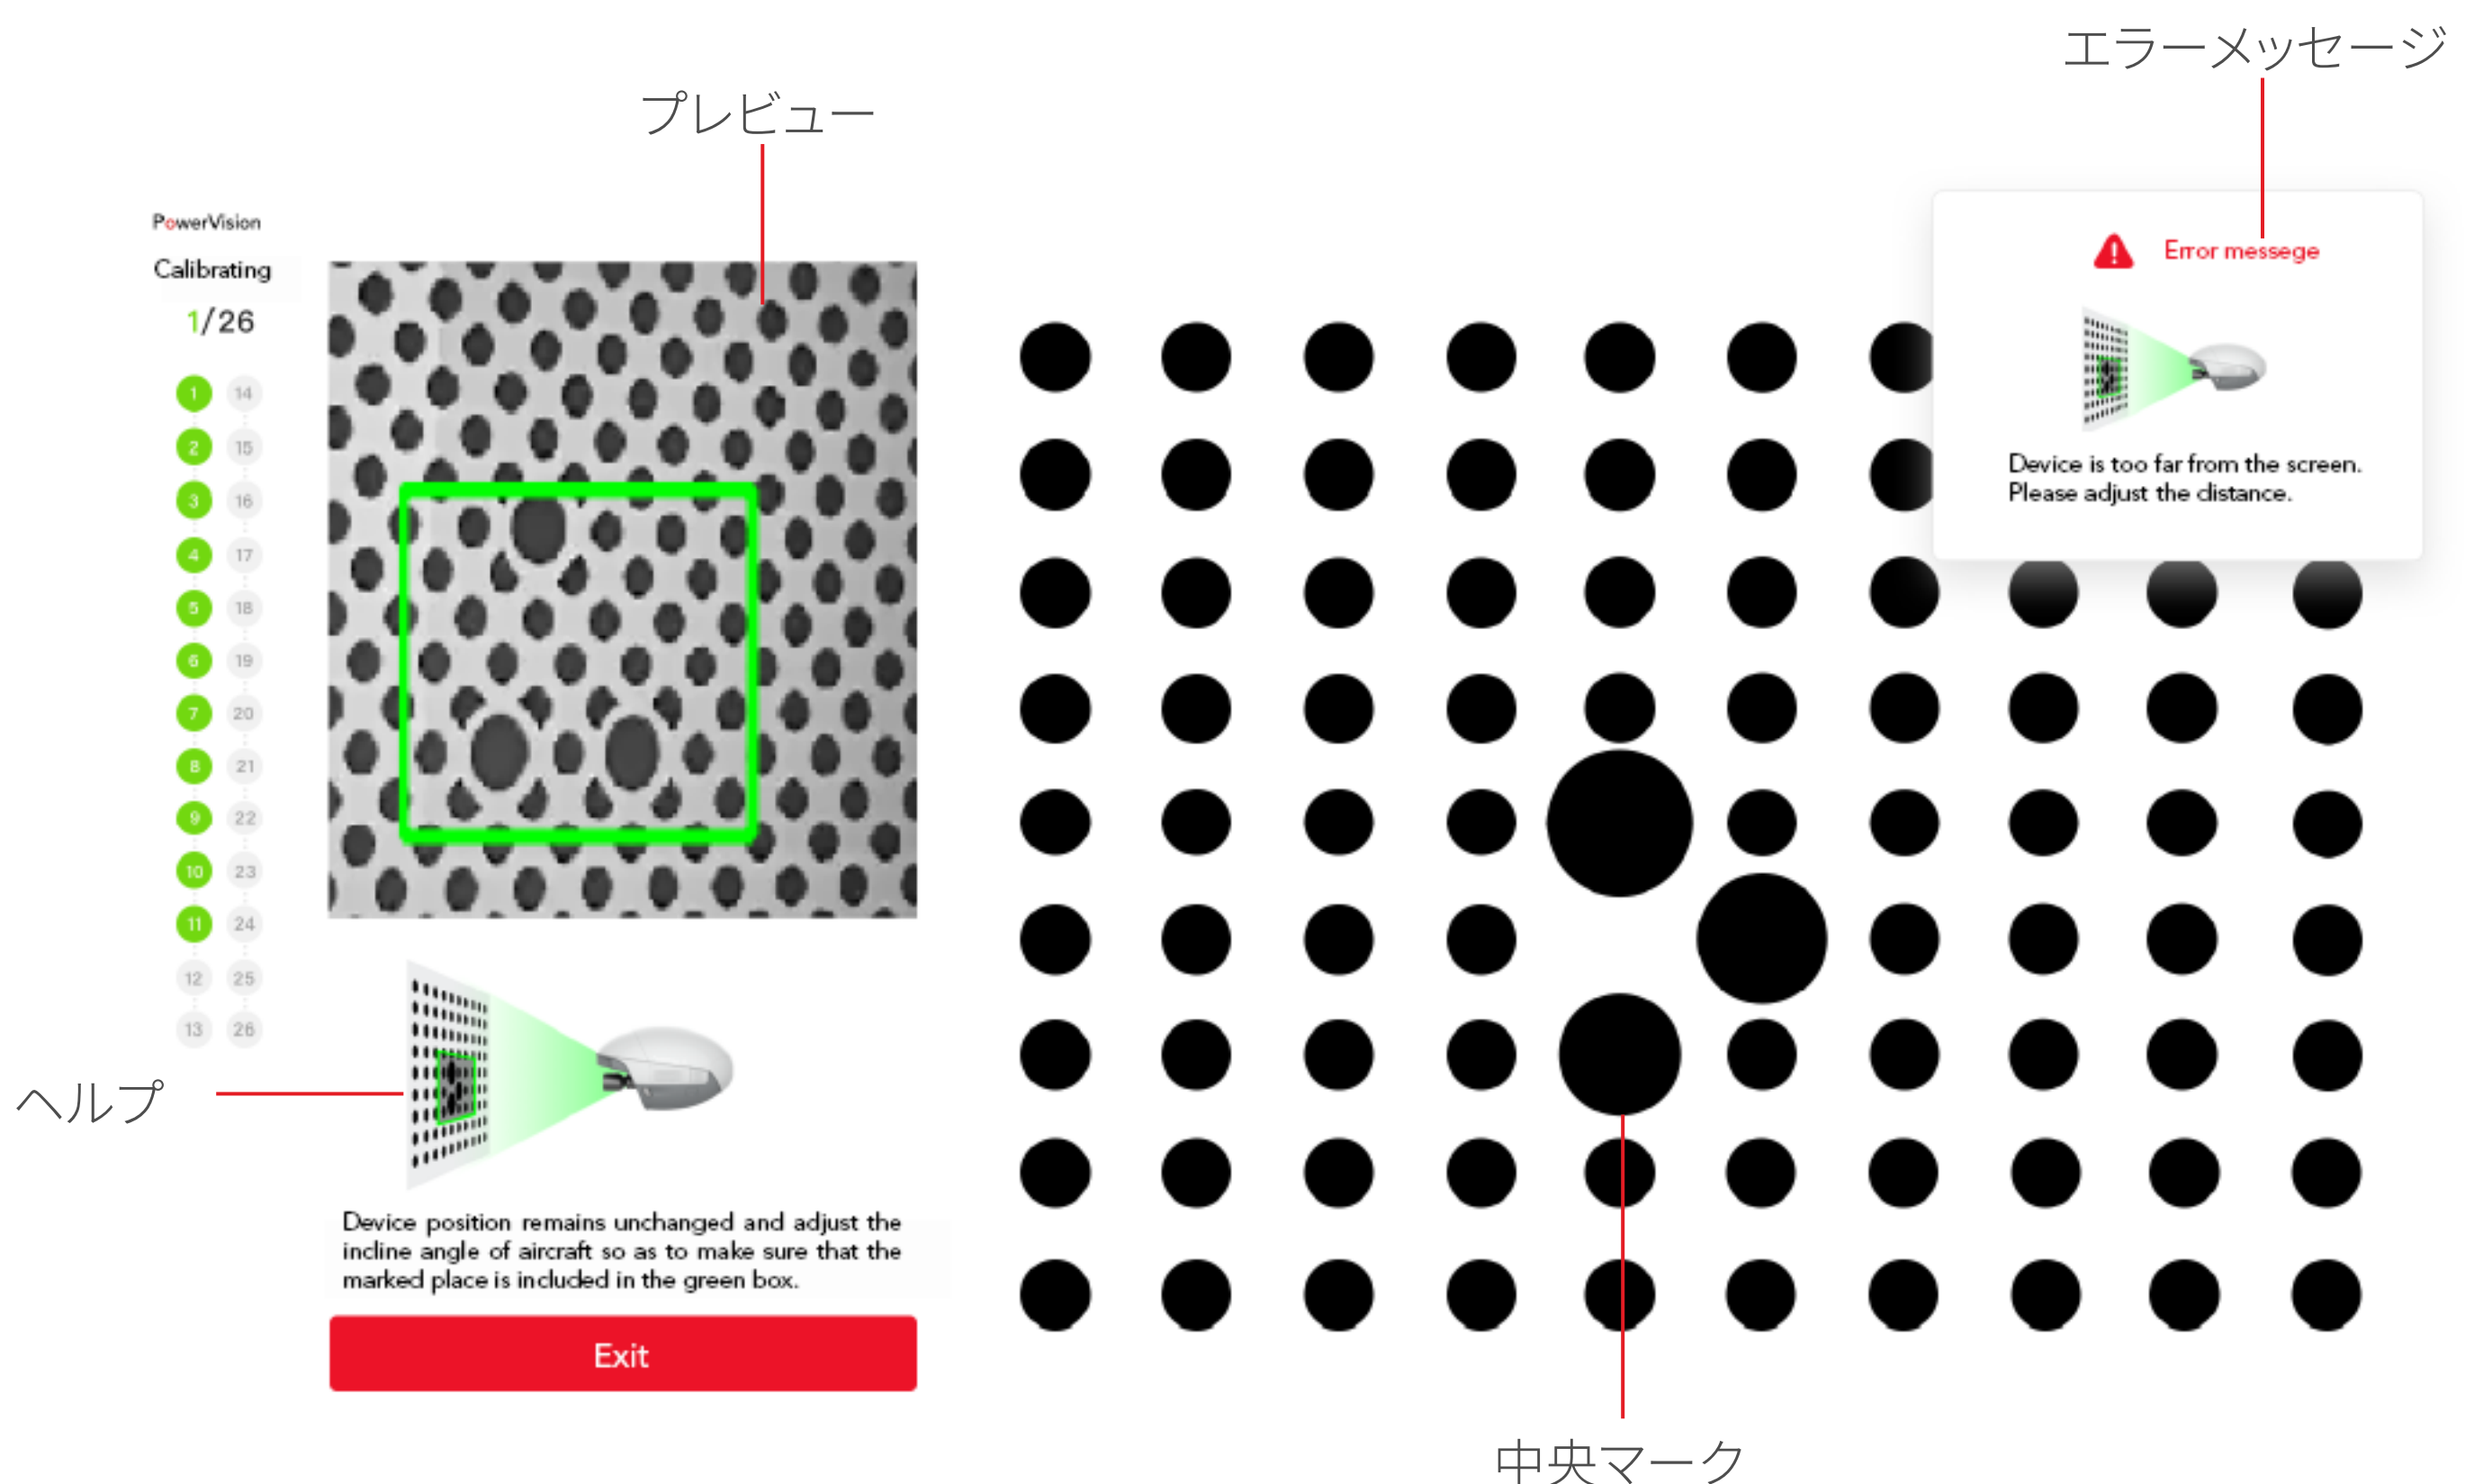 エラーメッセージ
プレビュー
PowerVision
Calibrating
1/26
1 14
2 15
3 16
4 17
5 18
6 19
7 20
8 21
9 22
10 23
11 24
12 25
13 26
Error messege
Device is too far from the screen.
Please adjust the distance.
ヘルプ
Device position remains unchanged and adjust the
incline angle of aircraft so as to make sure that the
marked place is included in the green box.
Exit
中央マーク